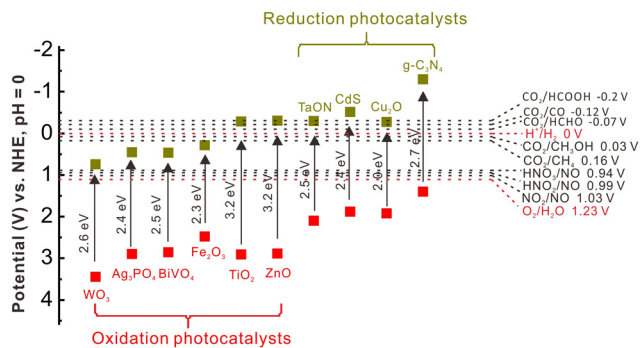 Reduction photocatalysts
g-C₃N₄
TaON CdS Cu₂O
Potential (V) vs. NHE, pH = 0
-2
-1
0
1
2
3
4
2.6 eV
2.4 eV
2.5 eV
2.3 eV
3.2 eV
3.2 eV
2.5 eV
2.4 eV
2.0 eV
2.7 eV
CO₂/HCOOH -0.2 V
CO₂/CO -0.12 V
CO₂/HCHO -0.07 V
H⁺/H₂ 0 V
CO₂/CH₃OH 0.03 V
CO₂/CH₄ 0.16 V
HNO₃/NO 0.94 V
HNO₂/NO 0.99 V
NO₂/NO 1.03 V
O₂/H₂O 1.23 V
WO₃
Ag₃PO₄
BiVO₄
Fe₂O₃
TiO₂
ZnO
Oxidation photocatalysts